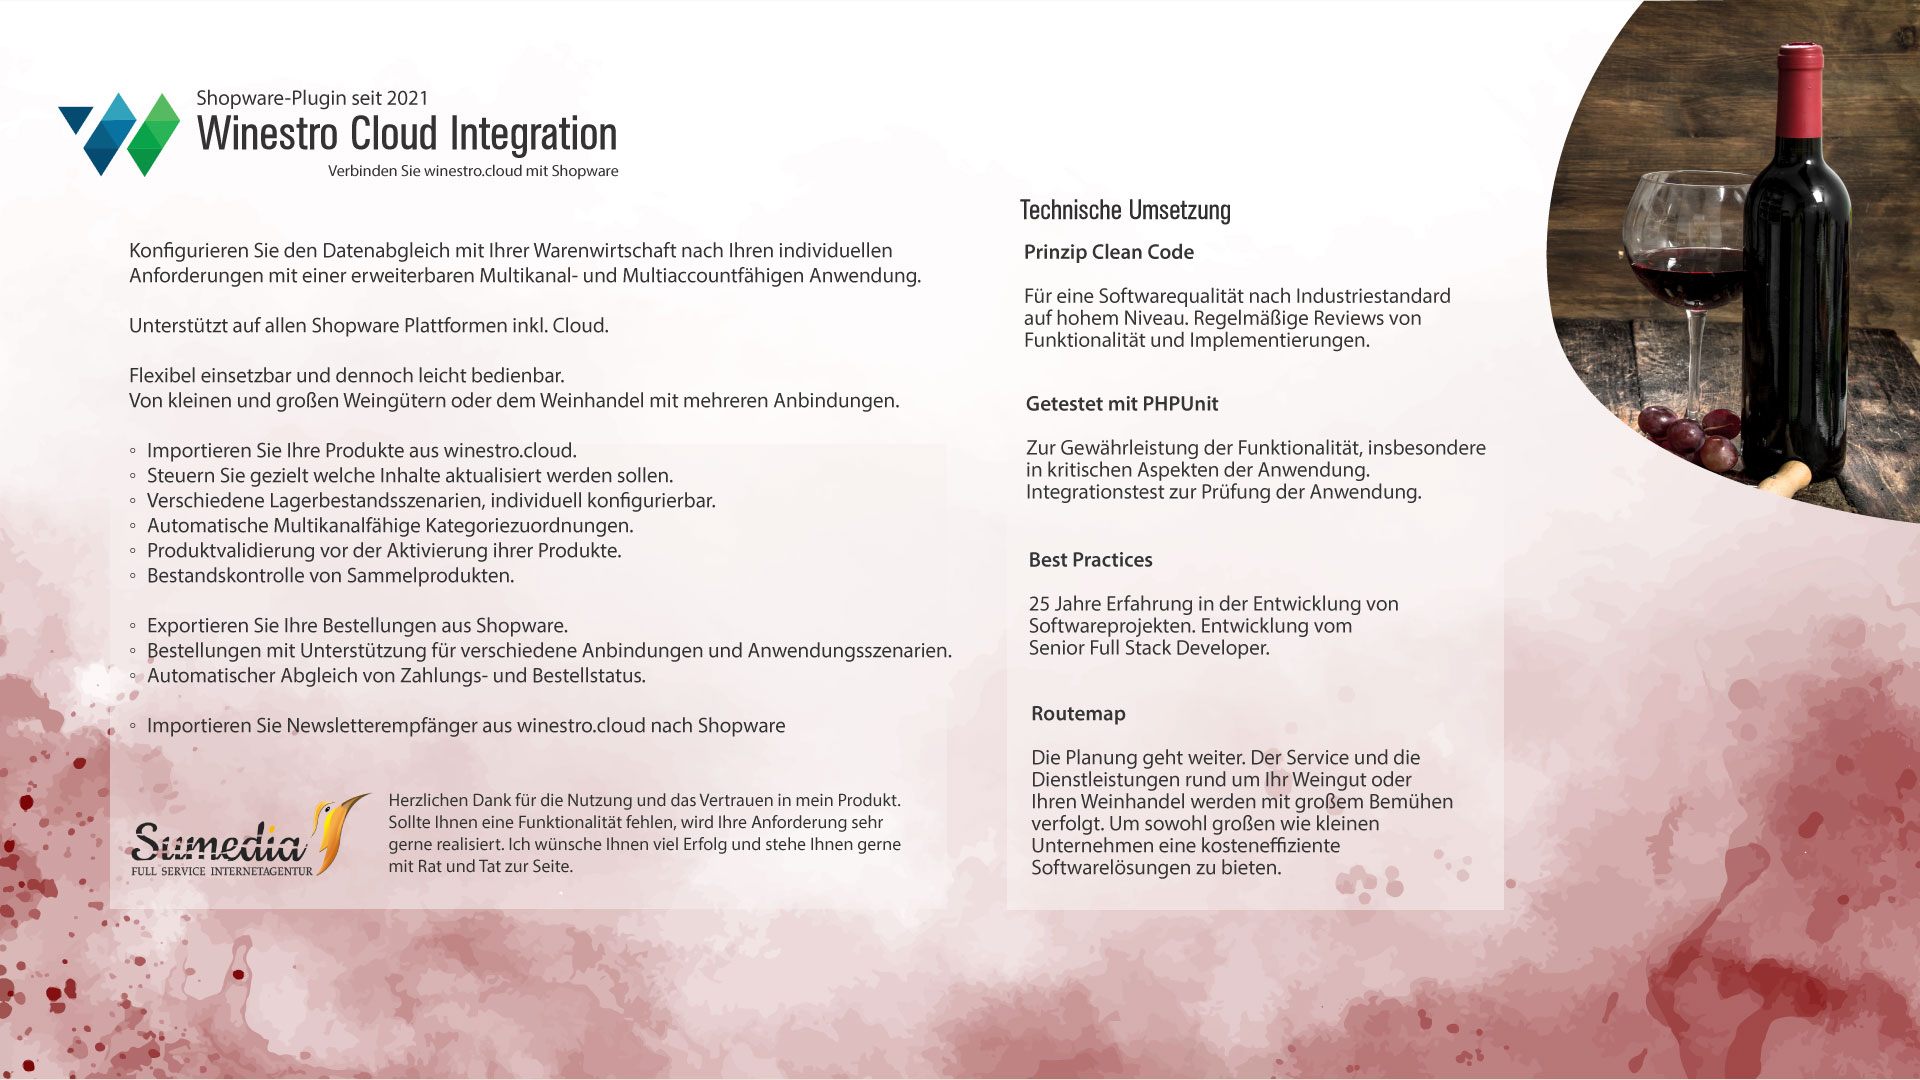 Shopware-Plugin seit 2021
Winestro Cloud Integration
Verbinden Sie winestro.cloud mit Shopware
Konfigurieren Sie den Datenabgleich mit Ihrer Warenwirtschaft nach Ihren individuellen
Anforderungen mit einer erweiterbaren Multikanal- und Multiaccountfähigen Anwendung.
Unterstützt auf allen Shopware Plattformen inkl. Cloud.
Flexibel einsetzbar und dennoch leicht bedienbar.
Von kleinen und großen Weingütern oder dem Weinhandel mit mehreren Anbindungen.
◦ Importieren Sie Ihre Produkte aus winestro.cloud.
◦ Steuern Sie gezielt welche Inhalte aktualisiert werden sollen.
◦ Verschiedene Lagerbestandsszenarien, individuell konfigurierbar.
◦ Automatische Multikanalfähige Kategoriezuordnungen.
◦ Produktvalidierung vor der Aktivierung ihrer Produkte.
◦ Bestandskontrolle von Sammelprodukten.
◦ Exportieren Sie Ihre Bestellungen aus Shopware.
◦ Bestellungen mit Unterstützung für verschiedene Anbindungen und Anwendungsszenarien.
◦ Automatischer Abgleich von Zahlungs- und Bestellstatus.
◦ Importieren Sie Newsletterempfänger aus winestro.cloud nach Shopware
Sumedia
FULL SERVICE INTERNETAGENTUR
Herzlichen Dank für die Nutzung und das Vertrauen in mein Produkt.
Sollte Ihnen eine Funktionalität fehlen, wird Ihre Anforderung sehr
gerne realisiert. Ich wünsche Ihnen viel Erfolg und stehe Ihnen gerne
mit Rat und Tat zur Seite.
Technische Umsetzung
Prinzip Clean Code
Für eine Softwarequalität nach Industriestandard
auf hohem Niveau. Regelmäßige Reviews von
Funktionalität und Implementierungen.
Getestet mit PHPUnit
Zur Gewährleistung der Funktionalität, insbesondere
in kritischen Aspekten der Anwendung.
Integrationstest zur Prüfung der Anwendung.
Best Practices
25 Jahre Erfahrung in der Entwicklung von
Softwareprojekten. Entwicklung vom
Senior Full Stack Developer.
Routemap
Die Planung geht weiter. Der Service und die
Dienstleistungen rund um Ihr Weingut oder
Ihren Weinhandel werden mit großem Bemühen
verfolgt. Um sowohl großen wie kleinen
Unternehmen eine kosteneffiziente
Softwarelösungen zu bieten.